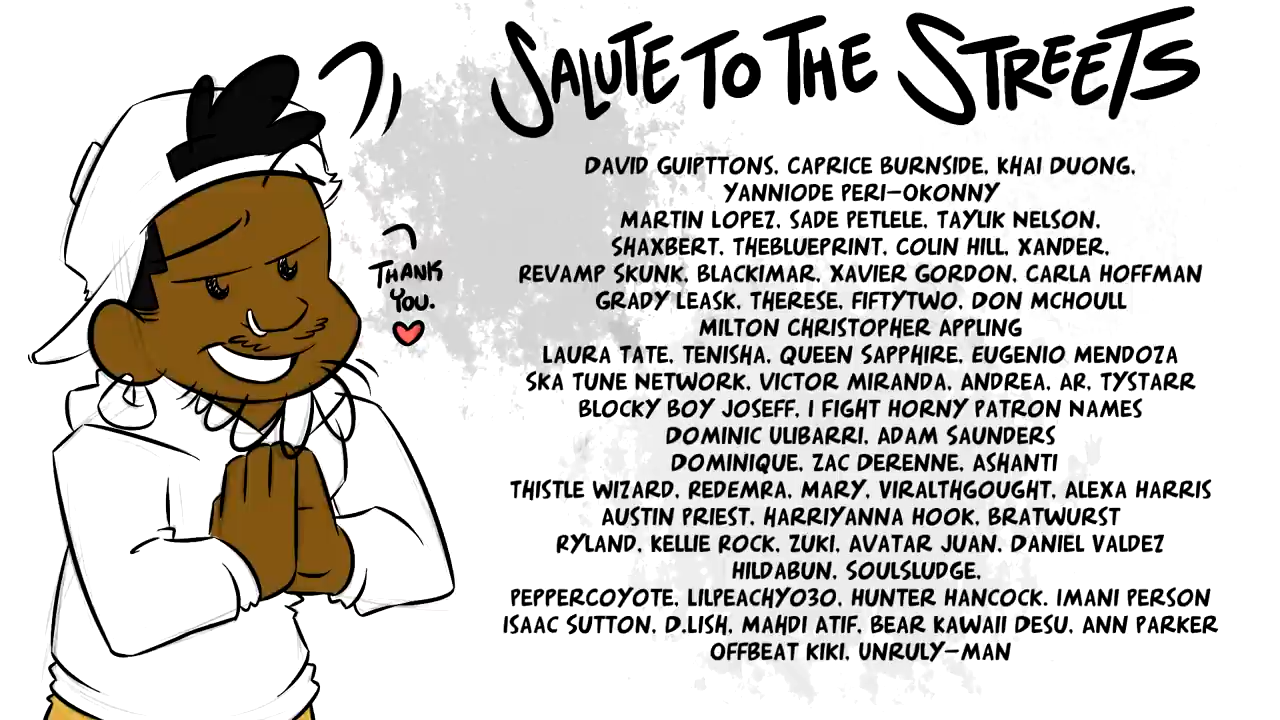 SALUTE TO THE STREETS
DAVID GUIPTTONS, CAPRICE BURNSIDE, KHAI DUONG,
YANNIODE PERI-OKONNY
MARTIN LOPEZ, SADE PETLELE, TAYLIK NELSON,
SHAXBERT, THEBLUEPRINT, COLIN HILL, XANDER,
REVAMP SKUNK, BLACKIMAR, XAVIER GORDON, CARLA HOFFMAN
GRADY LEASK, THERESE, FIFTYTWO, DON MCHOULL
MILTON CHRISTOPHER APPLING
LAURA TATE, TENISHA, QUEEN SAPPHIRE, EUGENIO MENDOZA
SKA TUNE NETWORK, VICTOR MIRANDA, ANDREA, AR, TYSTARR
BLOCKY BOY JOSEFF, I FIGHT HORNY PATRON NAMES
DOMINIC ULIBARRI, ADAM SAUNDERS
DOMINIQUE, ZAC DERENNE, ASHANTI
THISTLE WIZARD, REDEMRA, MARY, VIRALTHGOUGHT, ALEXA HARRIS
AUSTIN PRIEST, HARRIYANNA HOOK, BRATWURST
RYLAND, KELLIE ROCK, ZUKI, AVATAR JUAN, DANIEL VALDEZ
HILDABUN, SOULSLUDGE,
PEPPERCOYOTE, LILPEACHYO3O, HUNTER HANCOCK, IMANI PERSON
ISAAC SUTTON, D.LISH, MAHDI ATIF, BEAR KAWAII DESU, ANN PARKER
OFFBEAT KIKI, UNRULY-MAN
THANK
YOU.